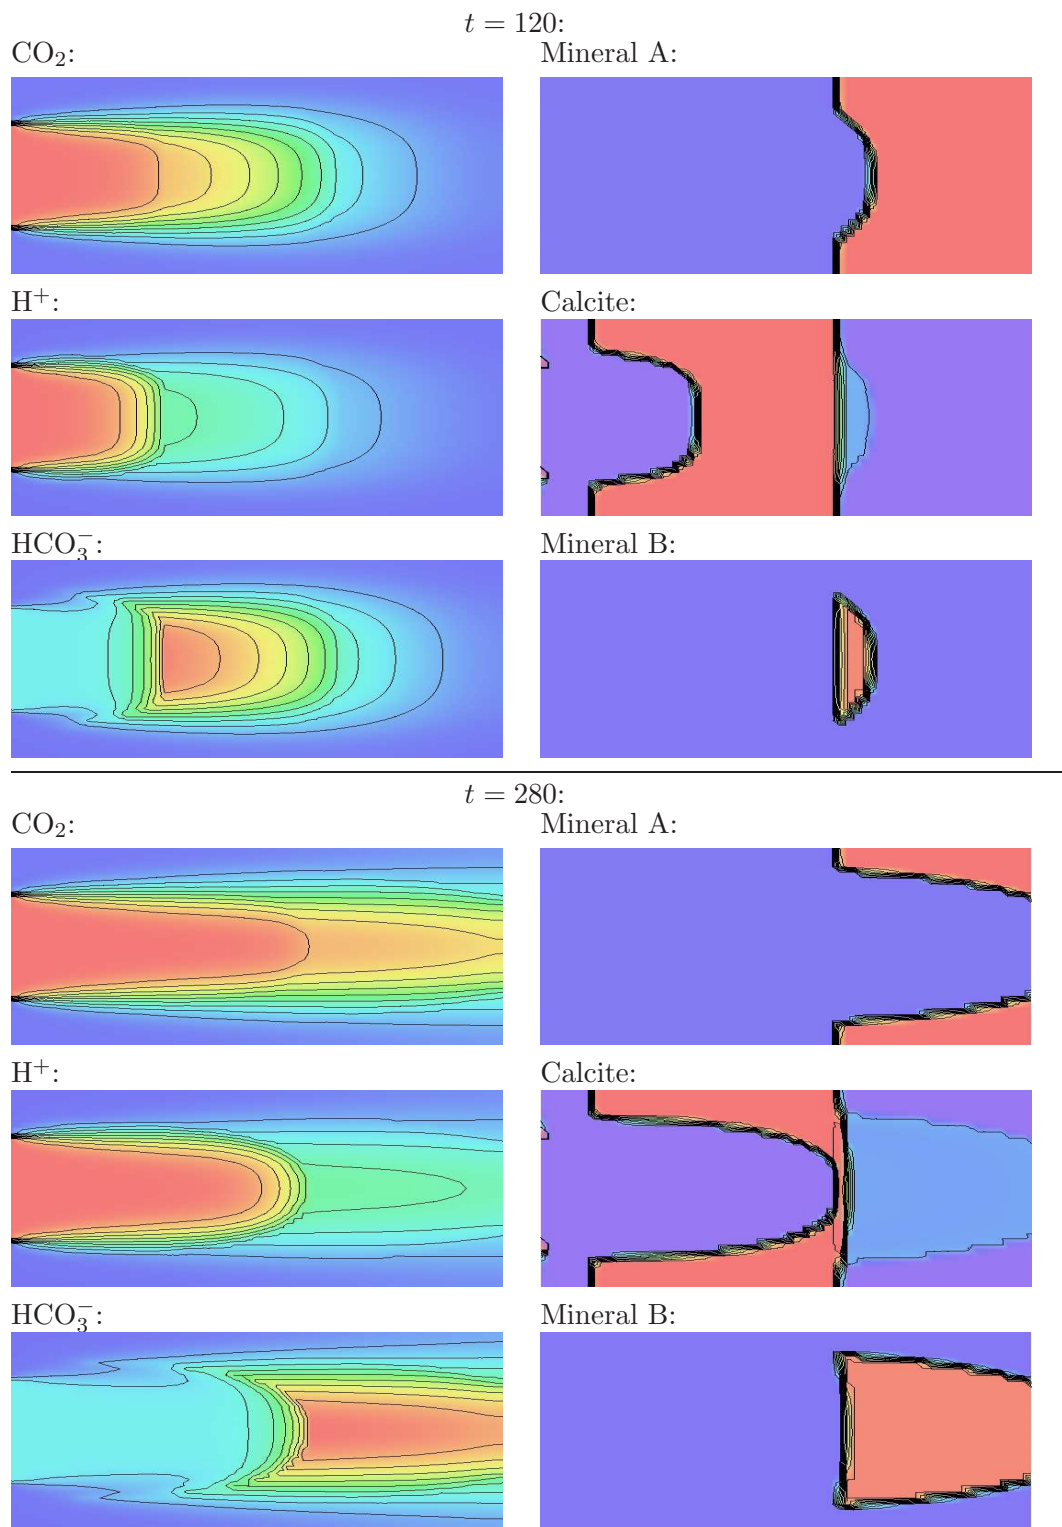 t = 120:
CO₂: Mineral A:
H⁺: Calcite:
HCO₃⁻: Mineral B:
t = 280:
CO₂: Mineral A:
H⁺: Calcite:
HCO₃⁻: Mineral B: